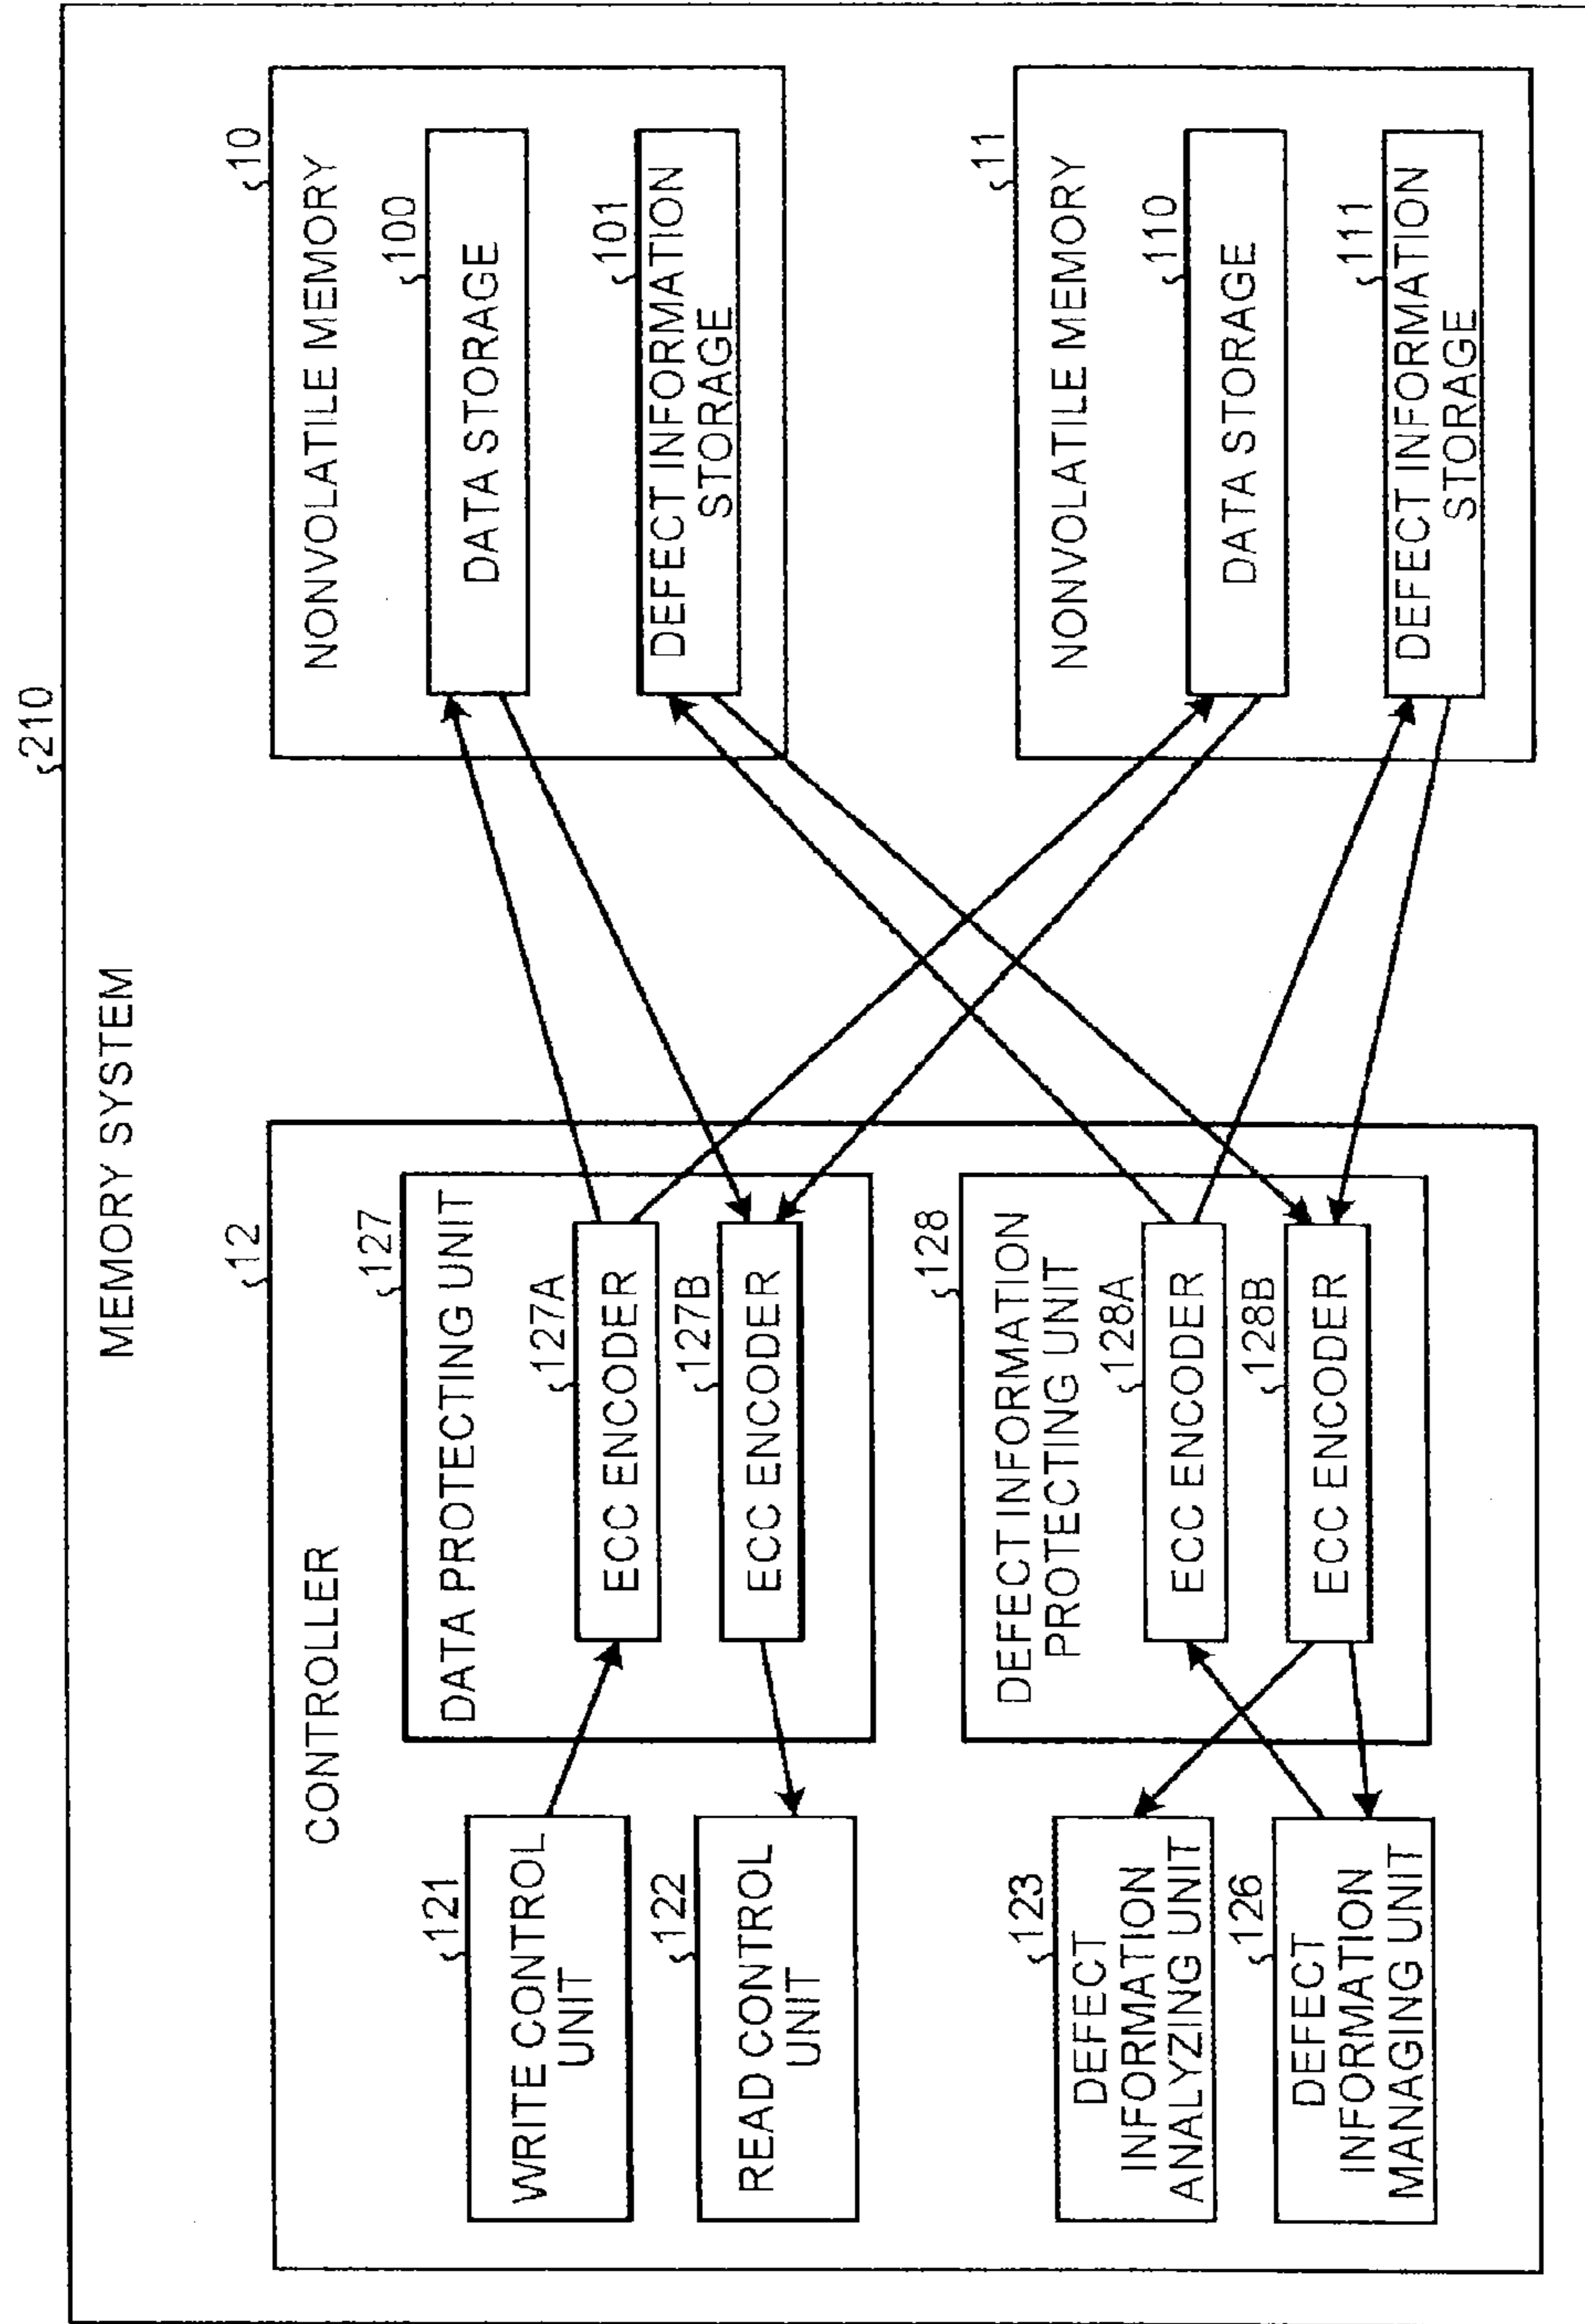 210
MEMORY SYSTEM
12
CONTROLLER
121
WRITE CONTROL
UNIT
122
READ CONTROL
UNIT
123
DEFECT
INFORMATION
ANALYZING UNIT
126
DEFECT
INFORMATION
MANAGING UNIT
127
DATA PROTECTING UNIT
127A
ECC ENCODER
127B
ECC ENCODER
128
DEFECT INFORMATION
PROTECTING UNIT
128A
ECC ENCODER
128B
ECC ENCODER
10
NONVOLATILE MEMORY
100
DATA STORAGE
101
DEFECT INFORMATION
STORAGE
11
NONVOLATILE MEMORY
110
DATA STORAGE
111
DEFECT INFORMATION
STORAGE